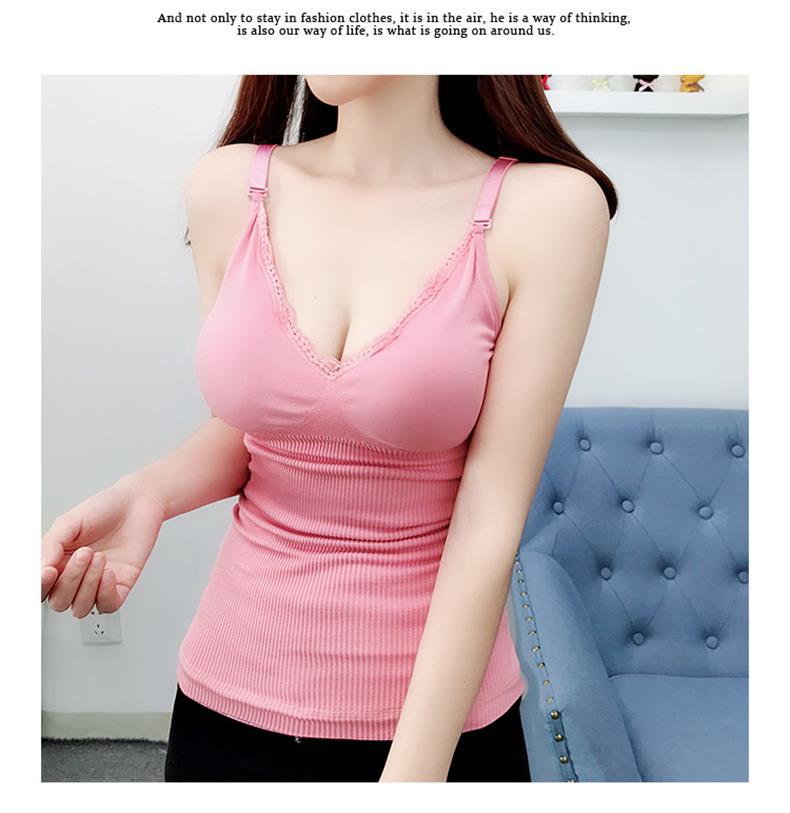 And not only to stay in fashion clothes, it is in the air, he is a way of thinking,
is also our way of life, is what is going on around us.